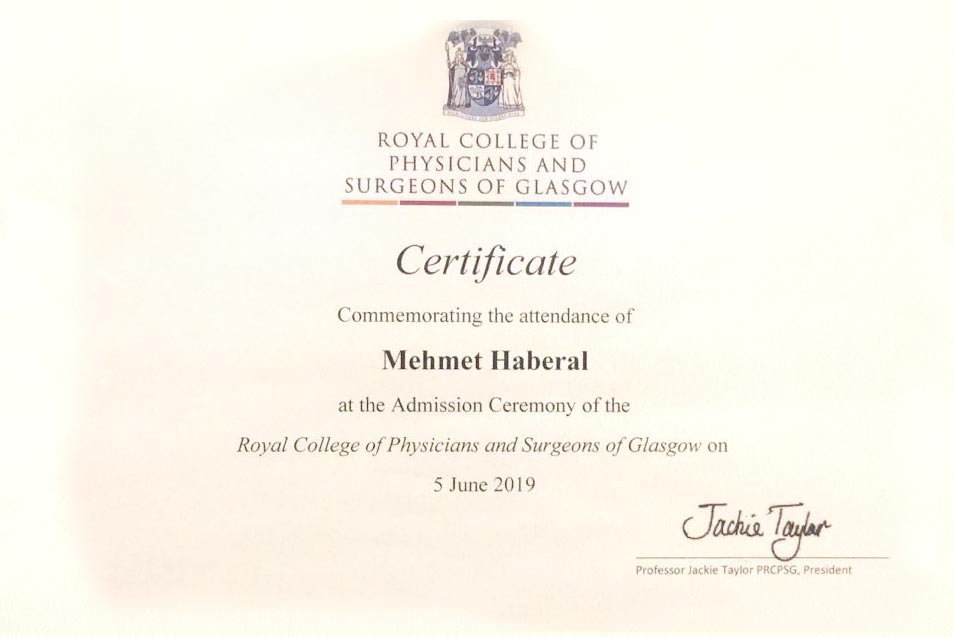 ROYAL COLLEGE OF
PHYSICIANS AND
SURGEONS OF GLASGOW
Certificate
Commemorating the attendance of
Mehmet Haberal
at the Admission Ceremony of the
Royal College of Physicians and Surgeons of Glasgow on
5 June 2019
Jackie Taylor
Professor Jackie Taylor PRCPSG, President